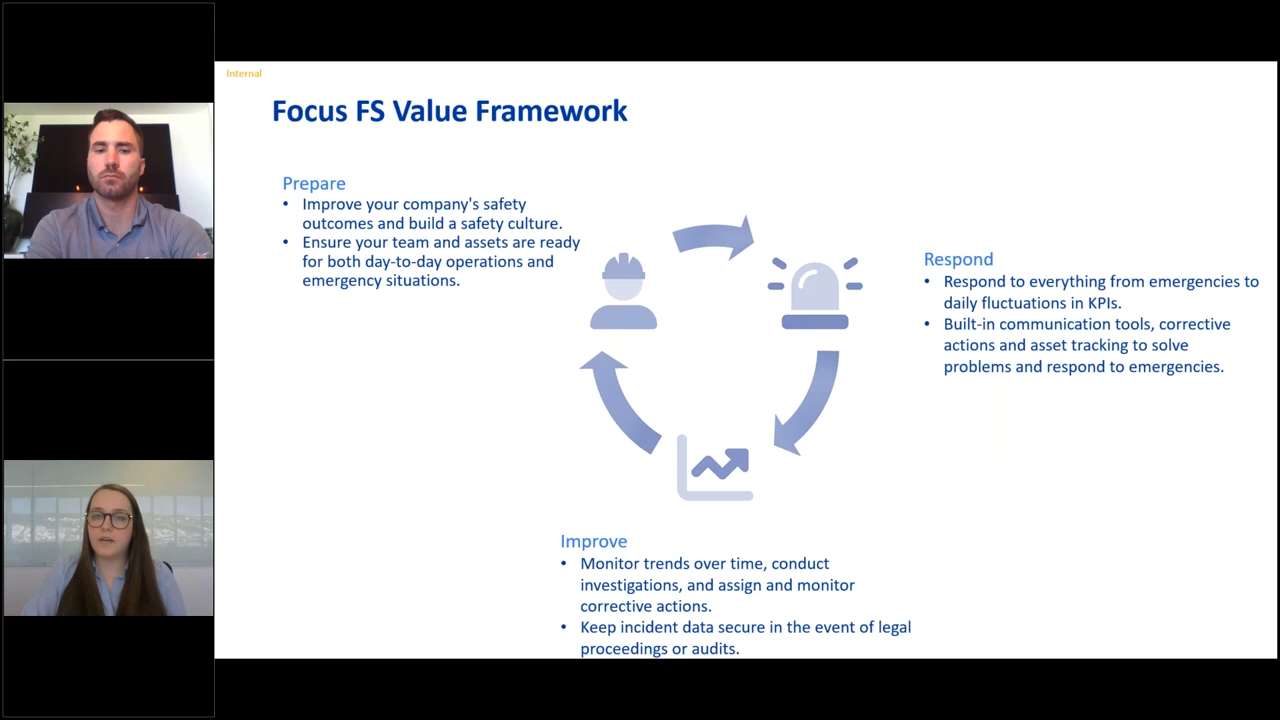 Internal
Focus FS Value Framework
Prepare
• Improve your company's safety
outcomes and build a safety culture.
• Ensure your team and assets are ready
for both day-to-day operations and
emergency situations.
Respond
• Respond to everything from emergencies to
daily fluctuations in KPIs.
• Built-in communication tools, corrective
actions and asset tracking to solve
problems and respond to emergencies.
Improve
• Monitor trends over time, conduct
investigations, and assign and monitor
corrective actions.
• Keep incident data secure in the event of legal
proceedings or audits.